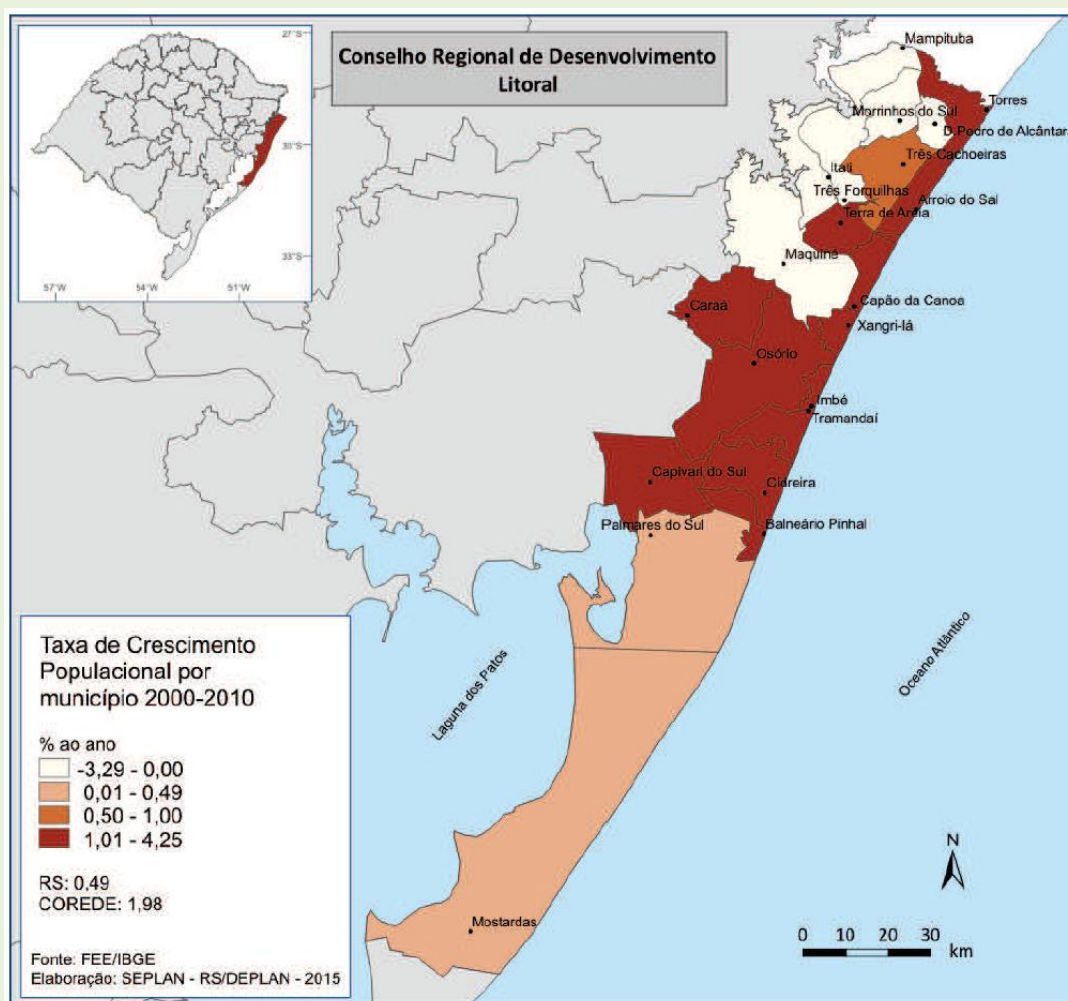 Conselho Regional de Desenvolvimento
Litoral
27°S
30°S
33°S
57°W
54°W
51°W
Mampituba
Torres
Morrinhos do Sul
D.Pedro de Alcântara
Três Cachoeiras
Itati
Três Forquilhas
Arroio do Sal
Terra de Areia
Maquiné
Capão da Canoa
Caraá
Xangri-lá
Osório
Imbé
Tramandaí
Capivari do Sul
Cidreira
Palmares do Sul
Balneário Pinhal
Laguna dos Patos
Oceano Atlântico
Mostardas
Taxa de Crescimento
Populacional por
município 2000-2010
% ao ano
-3,29 - 0,00
0,01 - 0,49
0,50 - 1,00
1,01 - 4,25
RS: 0,49
COREDE: 1,98
Fonte: FEE/IBGE
Elaboração: SEPLAN - RS/DEPLAN - 2015
N
0 10 20 30
km